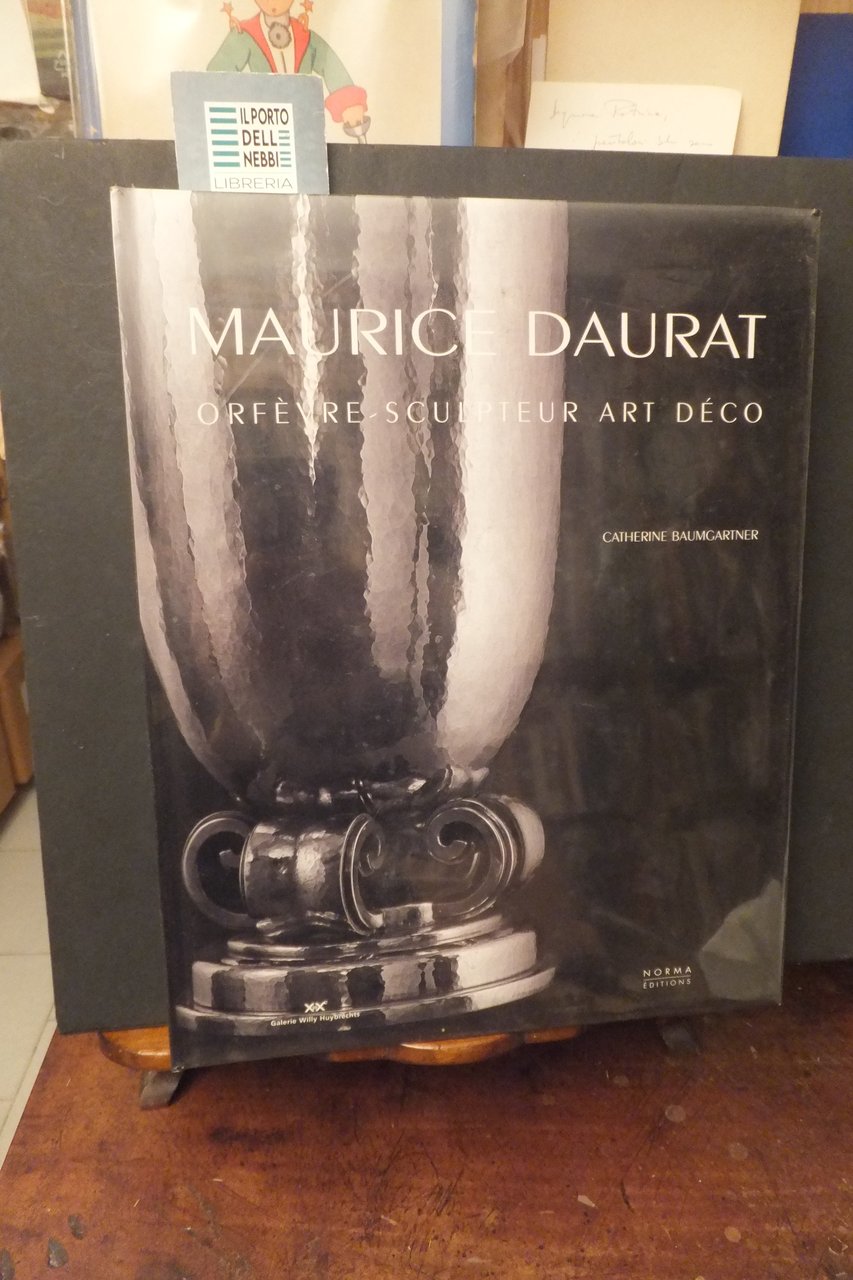 IL PORTO
DELL
NEBBI
LIBRERIA
MAURICE DAURAT
ORFÈVRE-SCULPTEUR ART DÉCO
CATHERINE BAUMGARTNER
NORMA
ÉDITIONS
Galerie Willy Huybrechts